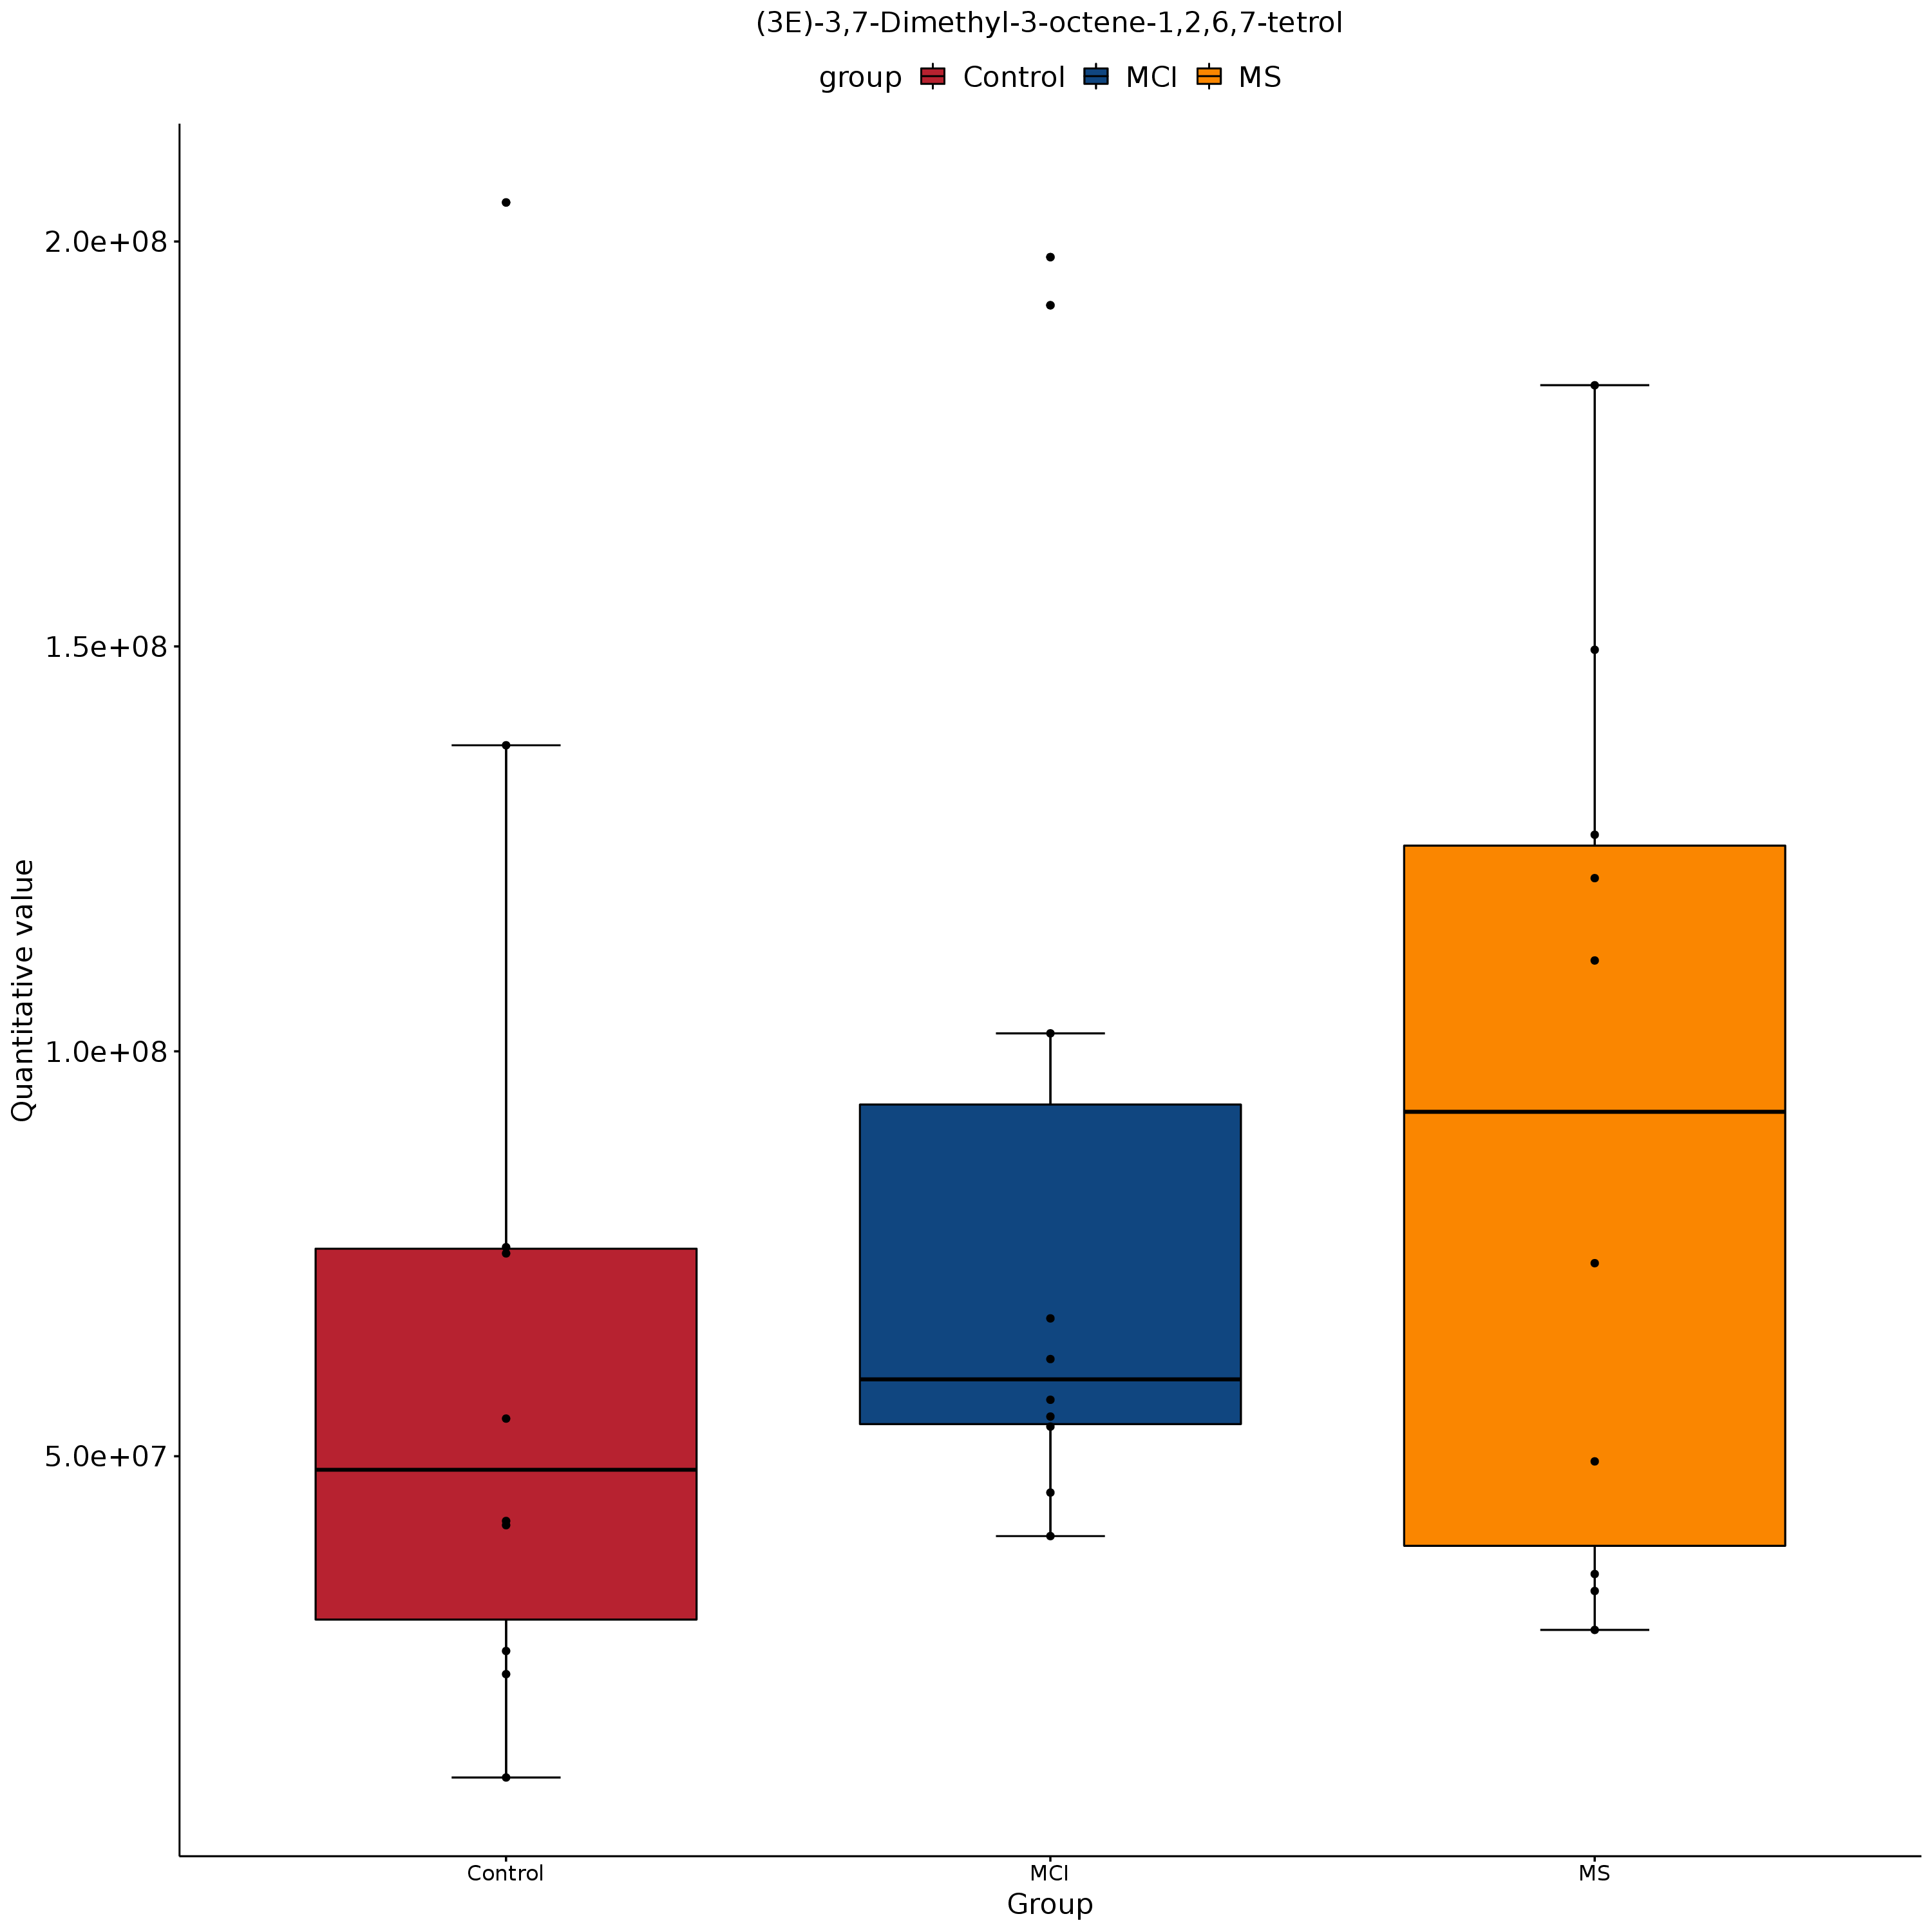 (3E)-3,7-Dimethyl-3-octene-1,2,6,7-tetrol
group Control MCI MS
2.0e+08
1.5e+08
1.0e+08
5.0e+07
Quantitative value
Control MCI MS
Group